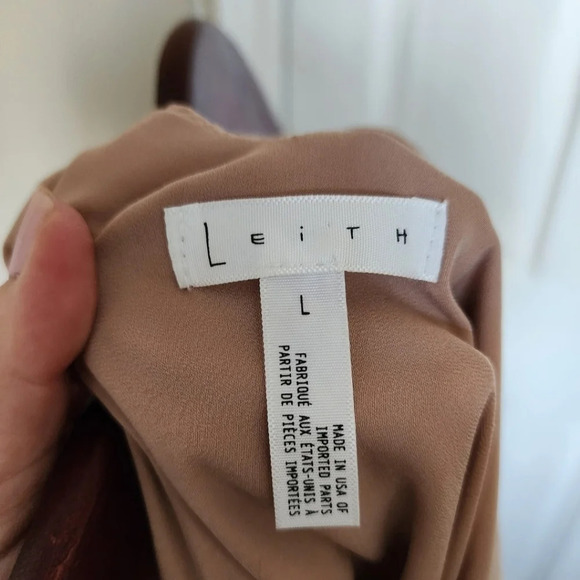 LEiTH
L
MADE IN USA OF
IMPORTED PARTS
FABRIQUÉ AUX ÉTATS-UNIS À
PARTIR DE PIÈCES IMPORTÉES